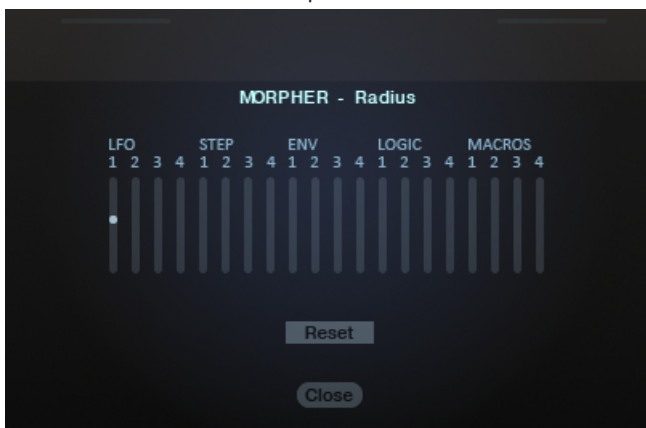 MORPHER - Radius
LFO STEP ENV LOGIC MACROS
1 2 3 4 1 2 3 4 1 2 3 4 1 2 3 4 1 2 3 4
Reset
Close